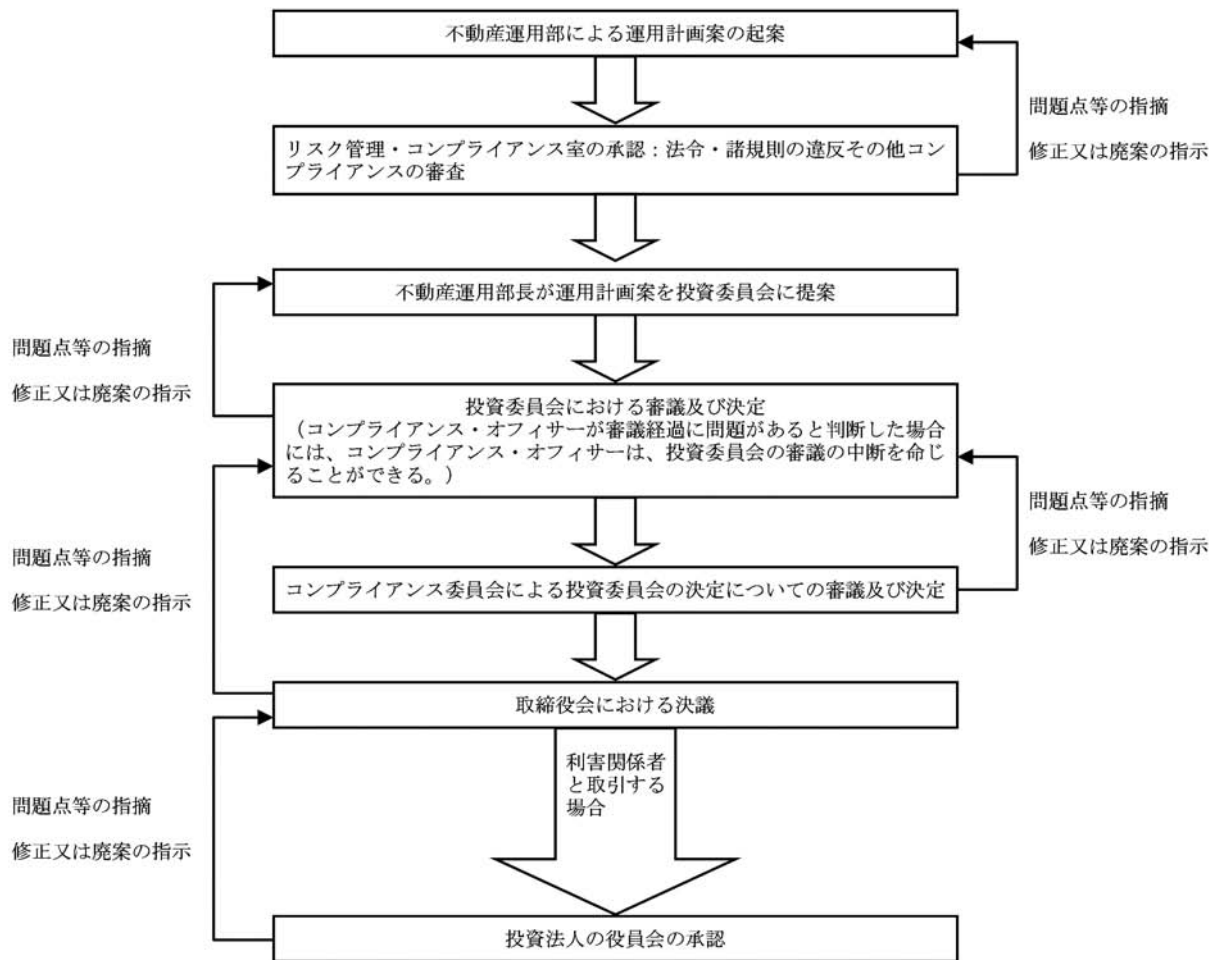 不動産運用部による運用計画案の起案
問題点等の指摘
修正又は廃案の指示
リスク管理・コンプライアンス室の承認：法令・諸規則の違反その他コン
プライアンスの審査
不動産運用部長が運用計画案を投資委員会に提案
問題点等の指摘
修正又は廃案の指示
投資委員会における審議及び決定
（コンプライアンス・オフィサーが審議経過に問題があると判断した場合
には、コンプライアンス・オフィサーは、投資委員会の審議の中断を命じ
ることができる。）
問題点等の指摘
修正又は廃案の指示
問題点等の指摘
修正又は廃案の指示
コンプライアンス委員会による投資委員会の決定についての審議及び決定
取締役会における決議
利害関係者
と取引する
場合
問題点等の指摘
修正又は廃案の指示
投資法人の役員会の承認